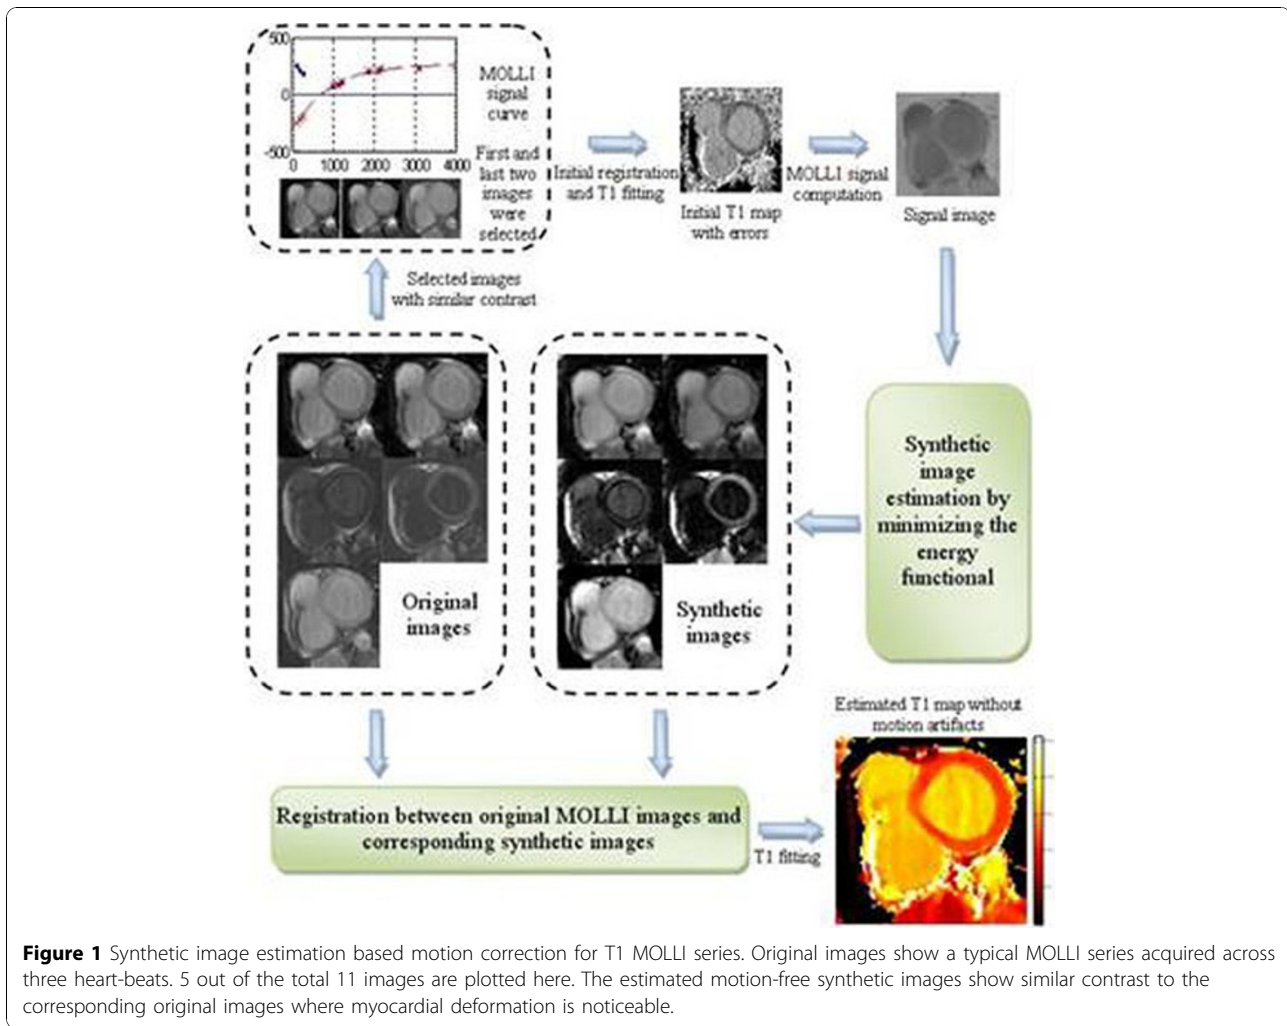 500
0
-500
0 1000 2000 3000 4000
MOLLI
signal
curve
First and
last two
images
were
selected
Initial registration
and T1 fitting
Initial T1 map
with errors
MOLLI signal
computation
Signal image
Selected images
with similar contrast
Original
images
Synthetic
images
Synthetic
image
estimation by
minimizing the
energy
functional
Registration between original MOLLI images and
corresponding synthetic images
T1 fitting
Estimated T1 map without
motion artifacts
Figure 1 Synthetic image estimation based motion correction for T1 MOLLI series. Original images show a typical MOLLI series acquired across
three heart-beats. 5 out of the total 11 images are plotted here. The estimated motion-free synthetic images show similar contrast to the
corresponding original images where myocardial deformation is noticeable.